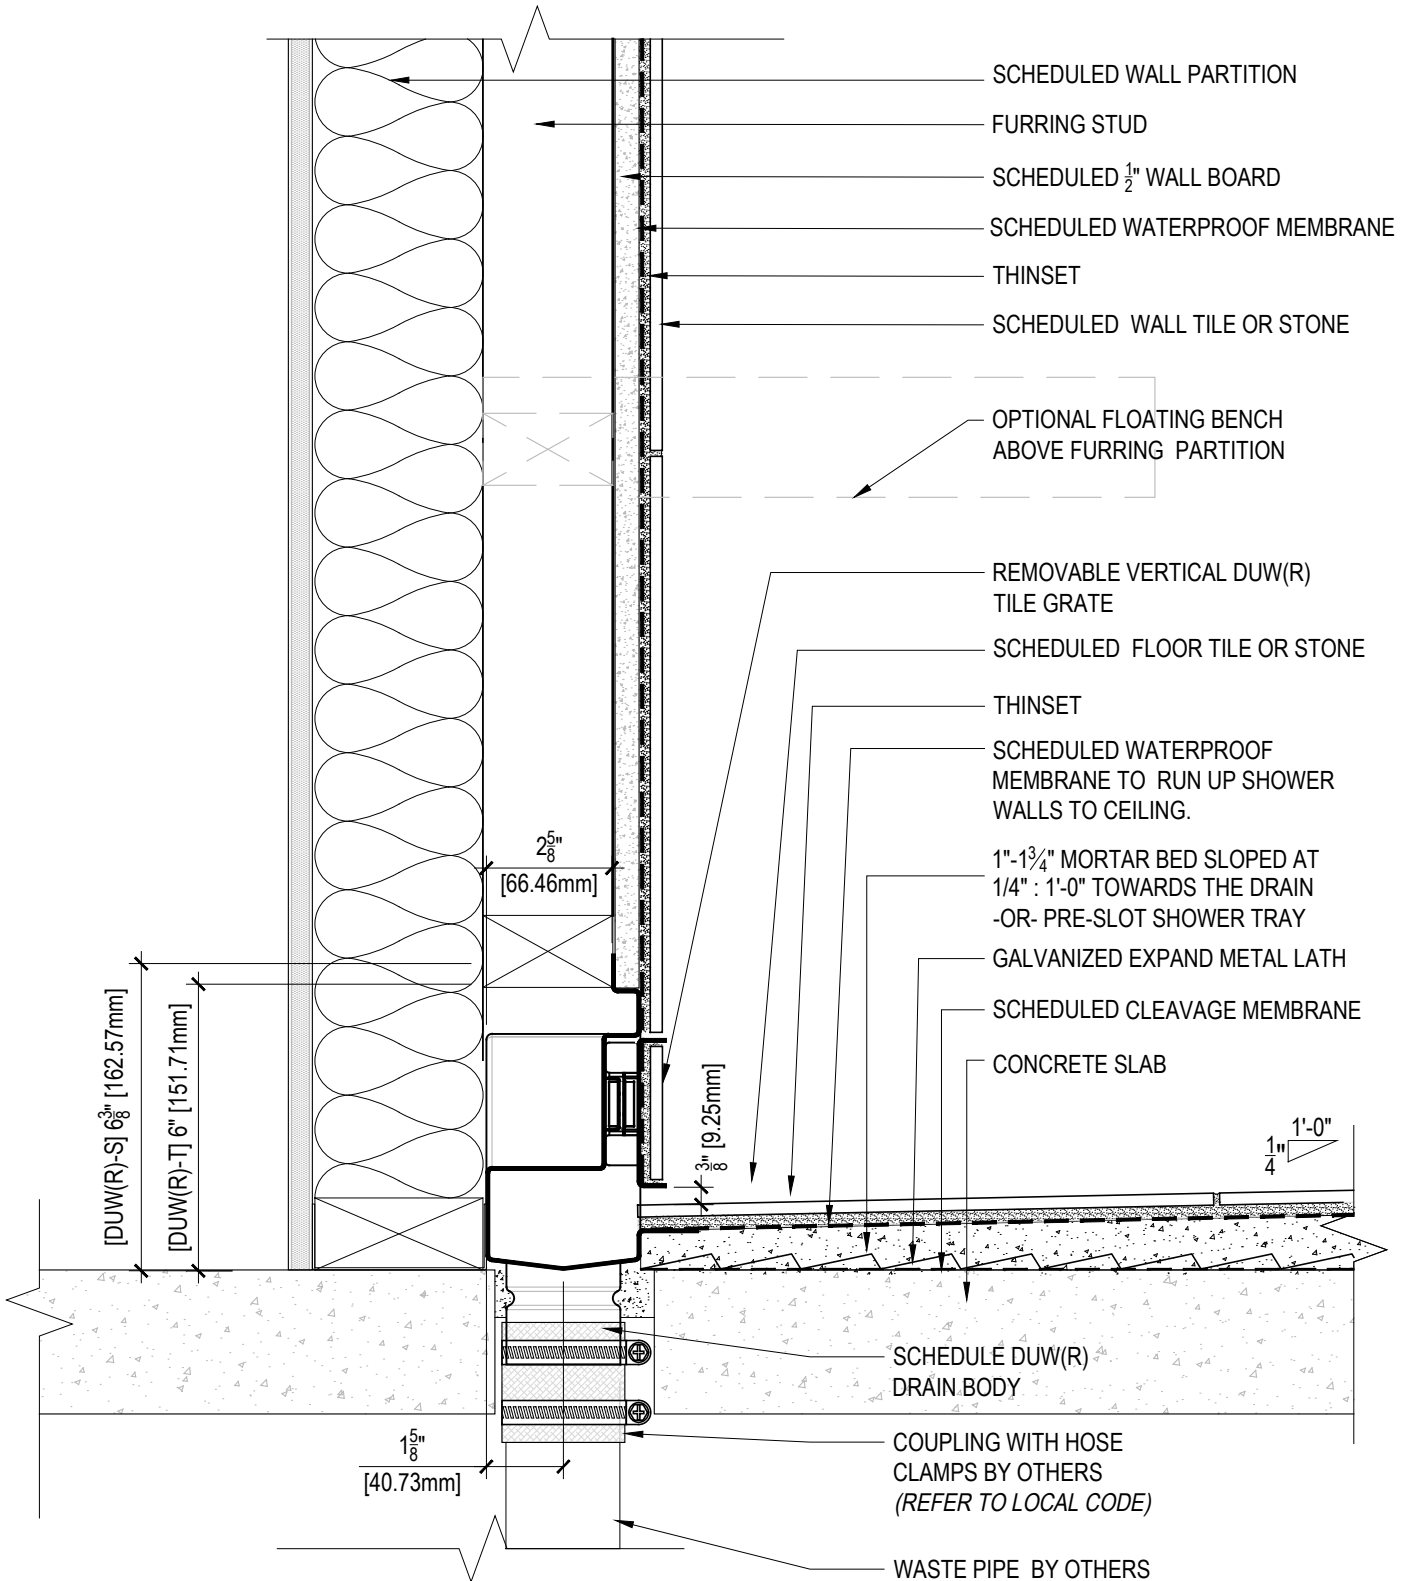 SCHEDULED WALL PARTITION
FURRING STUD
SCHEDULED 1/2" WALL BOARD
SCHEDULED WATERPROOF MEMBRANE
THINSET
SCHEDULED WALL TILE OR STONE
OPTIONAL FLOATING BENCH
ABOVE FURRING PARTITION
REMOVABLE VERTICAL DUW(R)
TILE GRATE
SCHEDULED FLOOR TILE OR STONE
THINSET
SCHEDULED WATERPROOF
MEMBRANE TO RUN UP SHOWER
WALLS TO CEILING.
1"-1 3/4" MORTAR BED SLOPED AT
1/4" : 1'-0" TOWARDS THE DRAIN
-OR- PRE-SLOT SHOWER TRAY
GALVANIZED EXPAND METAL LATH
SCHEDULED CLEAVAGE MEMBRANE
CONCRETE SLAB
2 5/8"
[66.46mm]
[DUW(R)-S] 6 3/8" [162.57mm]
[DUW(R)-T] 6" [151.71mm]
3/8" [9.25mm]
1'-0"
1/4"
SCHEDULE DUW(R)
DRAIN BODY
1 5/8"
[40.73mm]
COUPLING WITH HOSE
CLAMPS BY OTHERS
(REFER TO LOCAL CODE)
WASTE PIPE BY OTHERS